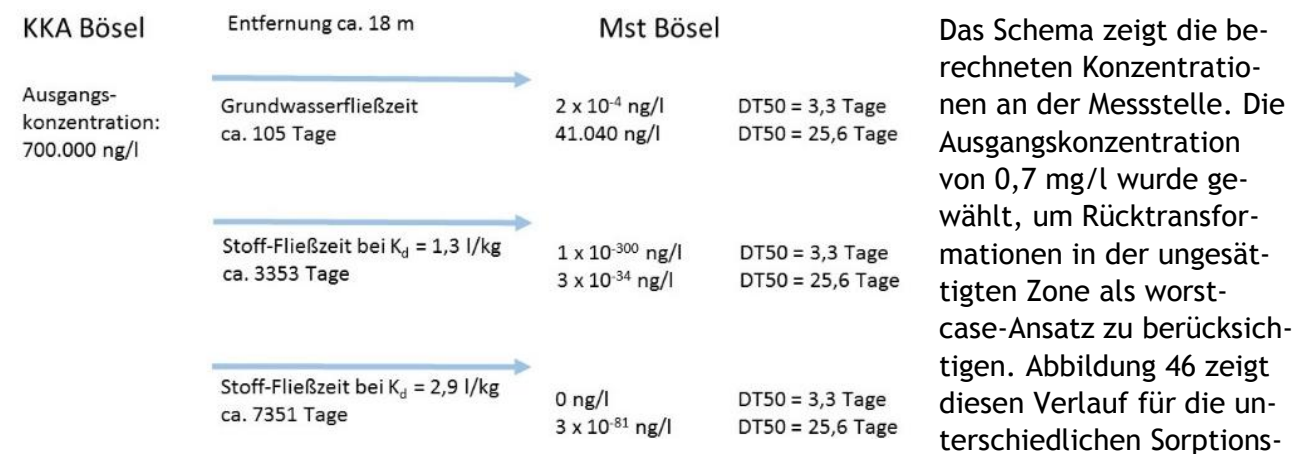 KKA Bösel
Entfernung ca. 18 m
Mst Bösel
Ausgangs-
konzentration:
700.000 ng/l
Grundwasserfließzeit
ca. 105 Tage
2 x 10⁻⁴ ng/l DT50 = 3,3 Tage
41.040 ng/l DT50 = 25,6 Tage
Stoff-Fließzeit bei K_d = 1,3 l/kg
ca. 3353 Tage
1 x 10⁻³⁰⁰ ng/l DT50 = 3,3 Tage
3 x 10⁻³⁴ ng/l DT50 = 25,6 Tage
Stoff-Fließzeit bei K_d = 2,9 l/kg
ca. 7351 Tage
0 ng/l DT50 = 3,3 Tage
3 x 10⁻⁸¹ ng/l DT50 = 25,6 Tage
Das Schema zeigt die be-
rechneten Konzentratio-
nen an der Messstelle. Die
Ausgangskonzentration
von 0,7 mg/l wurde ge-
wählt, um Rücktransfor-
mationen in der ungesät-
tigten Zone als worst-
case-Ansatz zu berücksich-
tigen. Abbildung 46 zeigt
diesen Verlauf für die un-
terschiedlichen Sorptions-